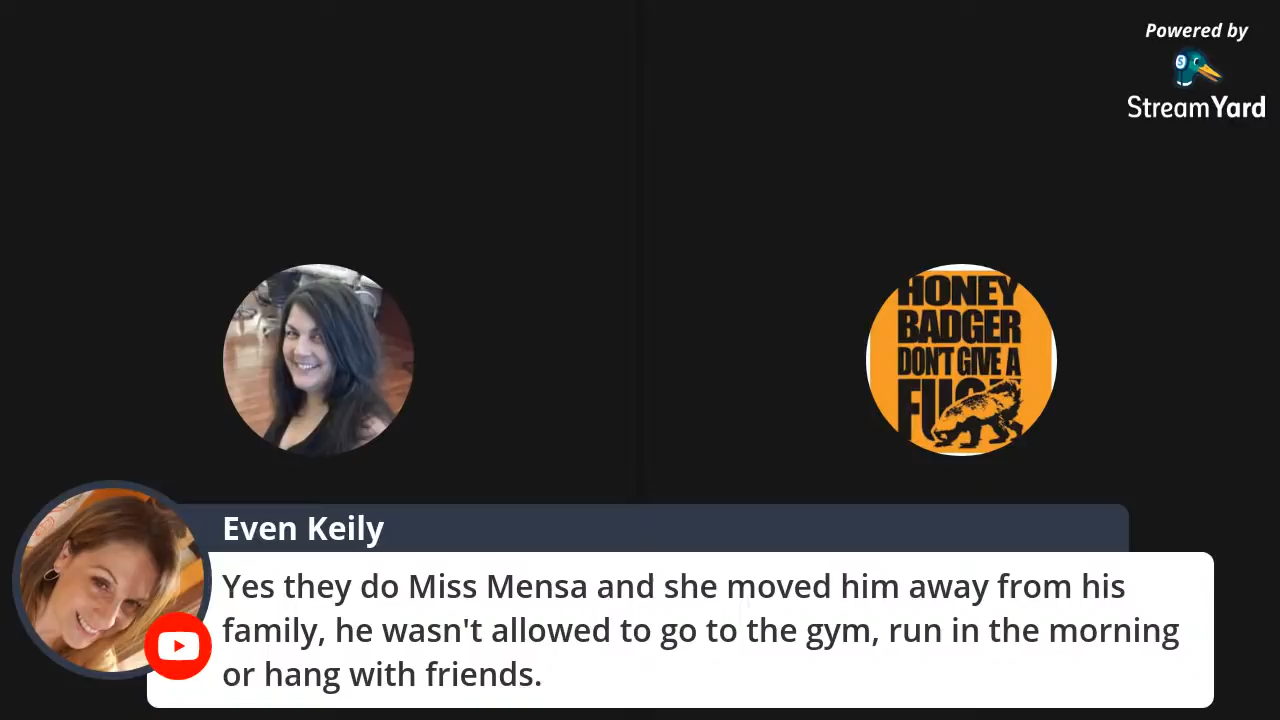 Powered by
StreamYard
HONEY
BADGER
DON'T GIVE A
Even Keily
Yes they do Miss Mensa and she moved him away from his
family, he wasn't allowed to go to the gym, run in the morning
or hang with friends.